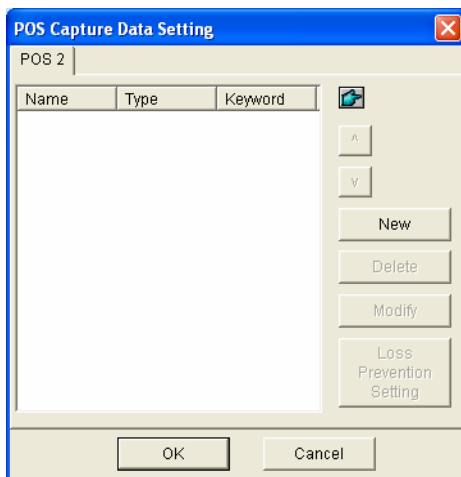 POS Capture Data Setting
POS 2
Name Type Keyword
New
Delete
Modify
Loss
Prevention
Setting
OK Cancel